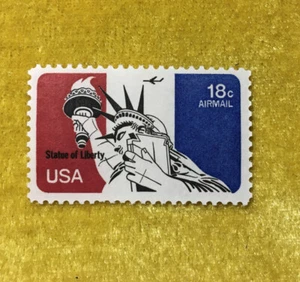 18c
AIRMAIL
Statue of Liberty
USA